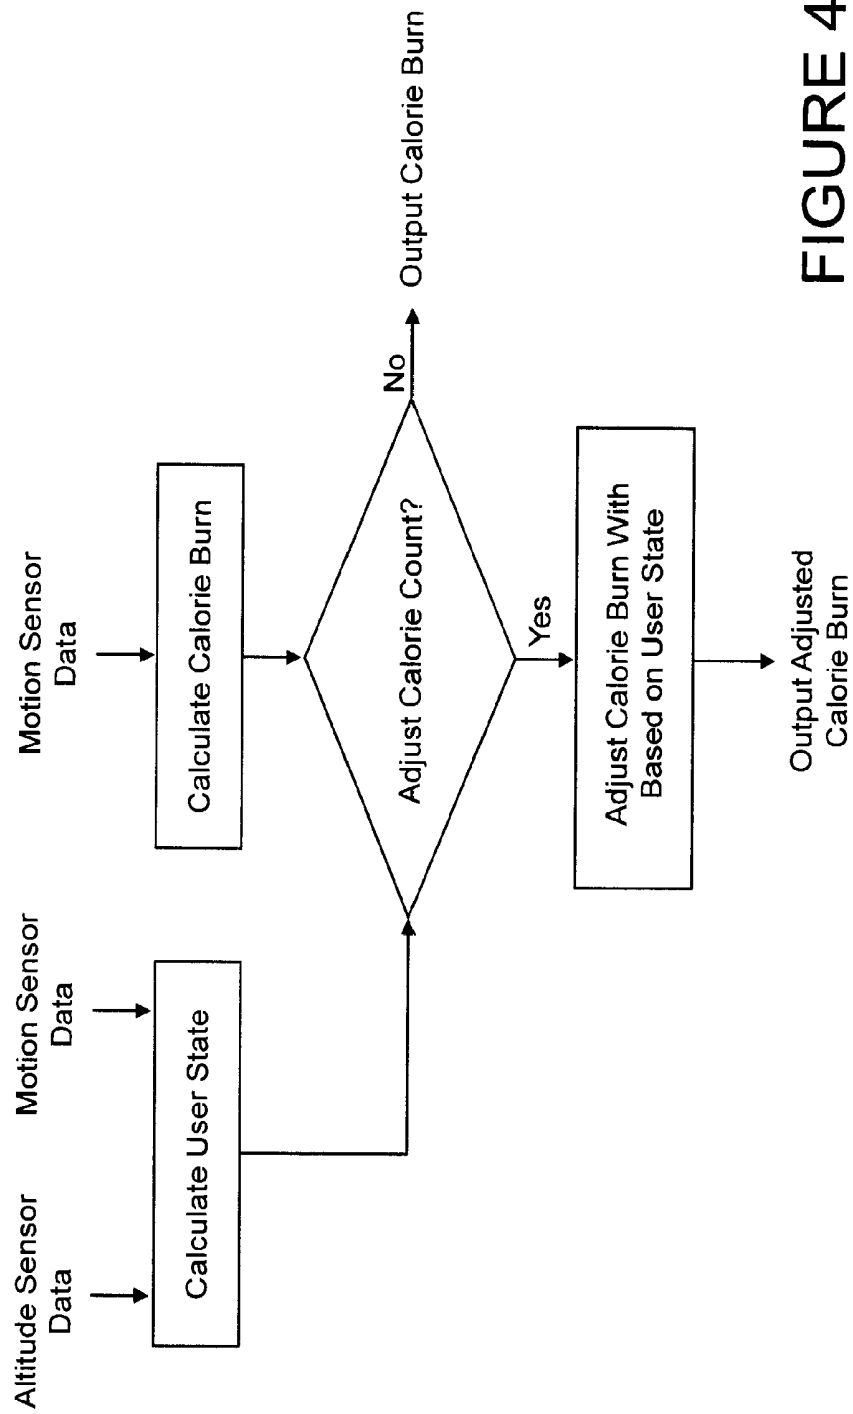 Altitude Sensor
Data
Motion Sensor
Data
Motion Sensor
Data
Calculate User State
Calculate Calorie Burn
Adjust Calorie Count?
No
Output Calorie Burn
Yes
Adjust Calorie Burn With
Based on User State
Output Adjusted
Calorie Burn
FIGURE 4